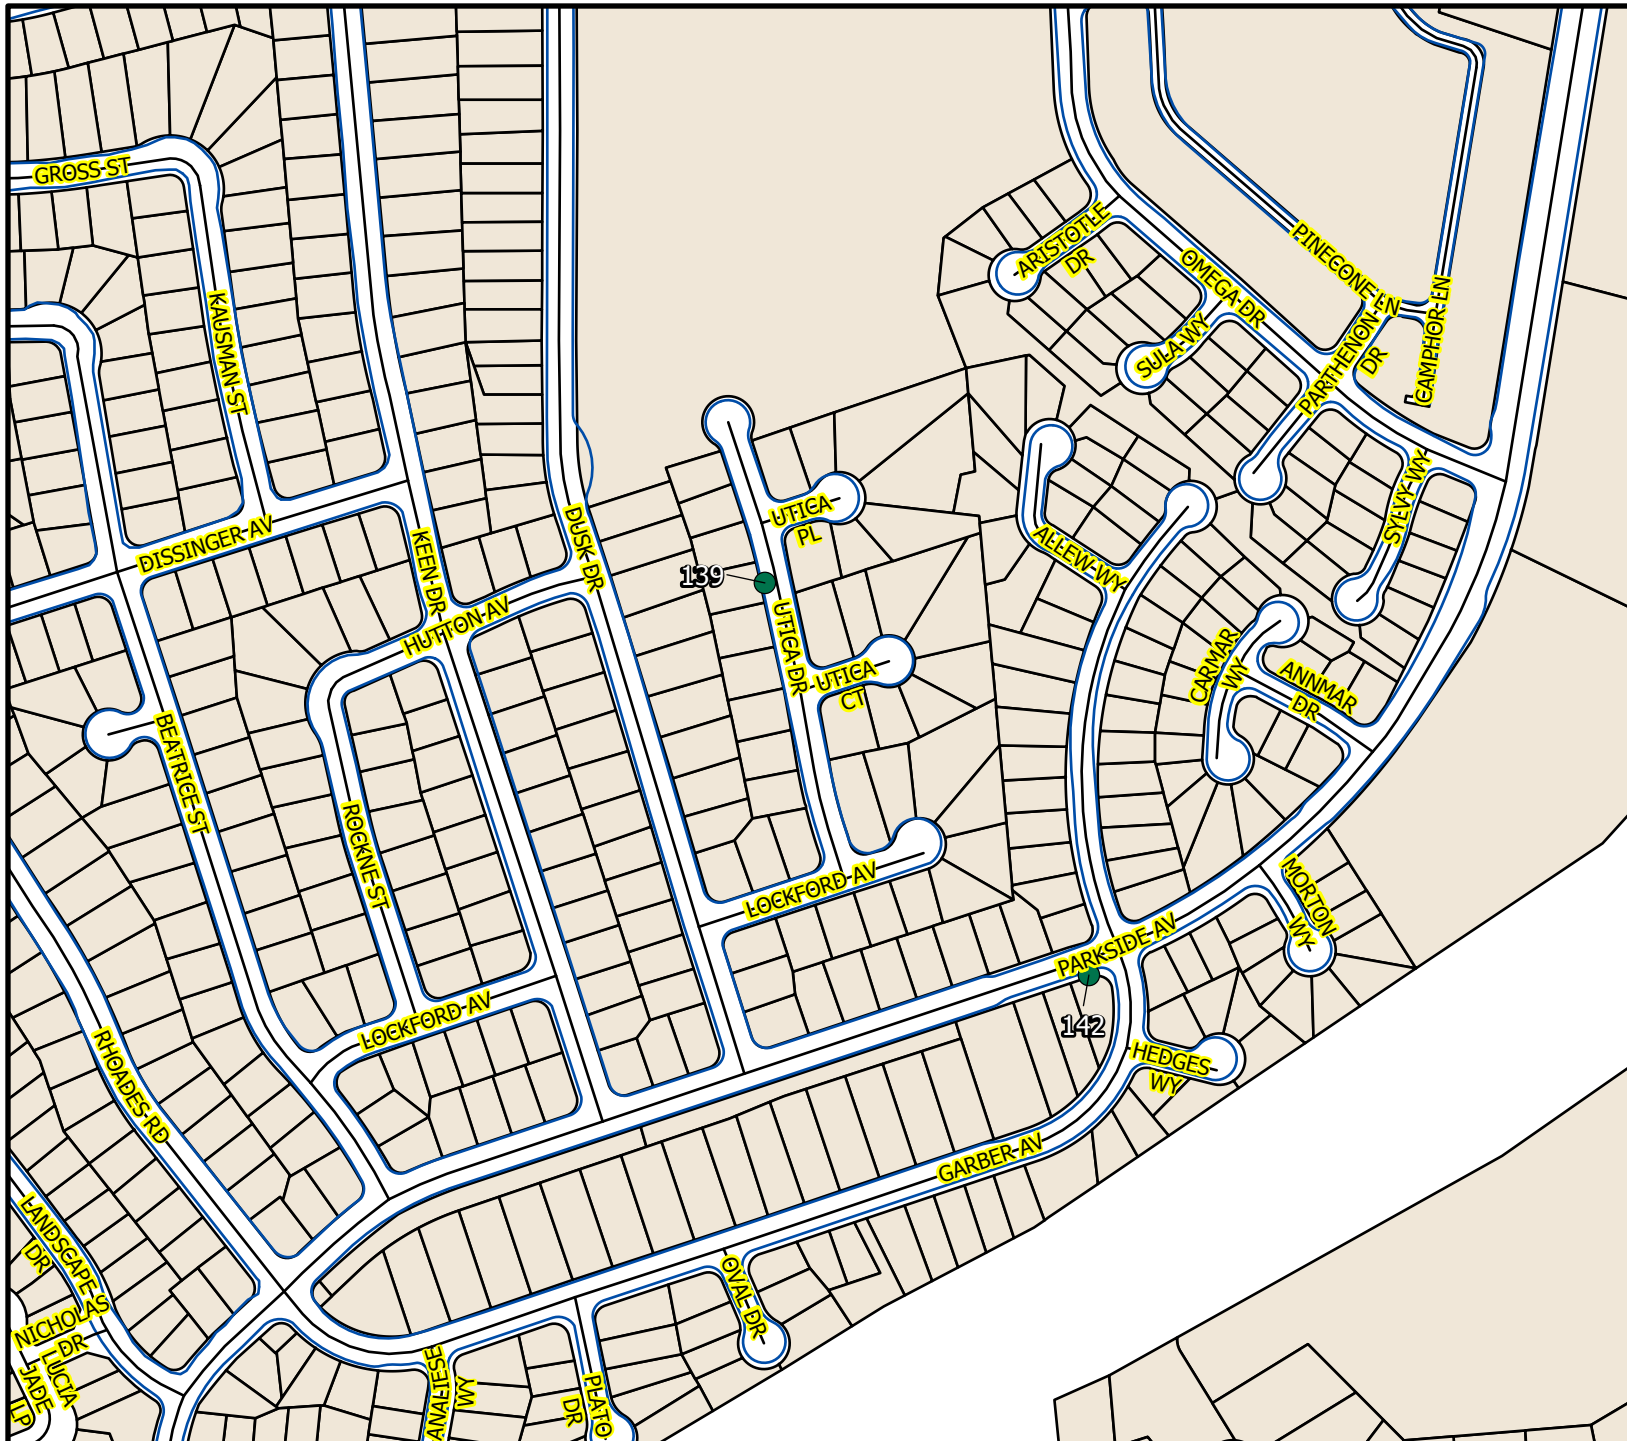 GROSS ST
KAUSMAN ST
ARISTOTLE
DR
OMEGA DR
PINECONE LN
CAMPHOR LN
SULA WY
PARTHENON
DR
SYLVY WY
DISSINGER AV
KEEN DR
DUSK DR
HUTTON AV
UTICA
PL
139
UTICA DR
UTICA
CT
ALLEW WY
CARMAR
WY
ANNMAR
DR
BEATRICE ST
ROCKNE ST
LOCKFORD AV
MORTON
WY
PARKSIDE AV
142
LOCKFORD AV
HEDGES
WY
RHOADES RD
GARBER AV
LANDSCAPE
DR
OVAL DR
NICHOLAS
DR
LUCIA
JADE
LP
ANALIESE
WY
PLATO
DR